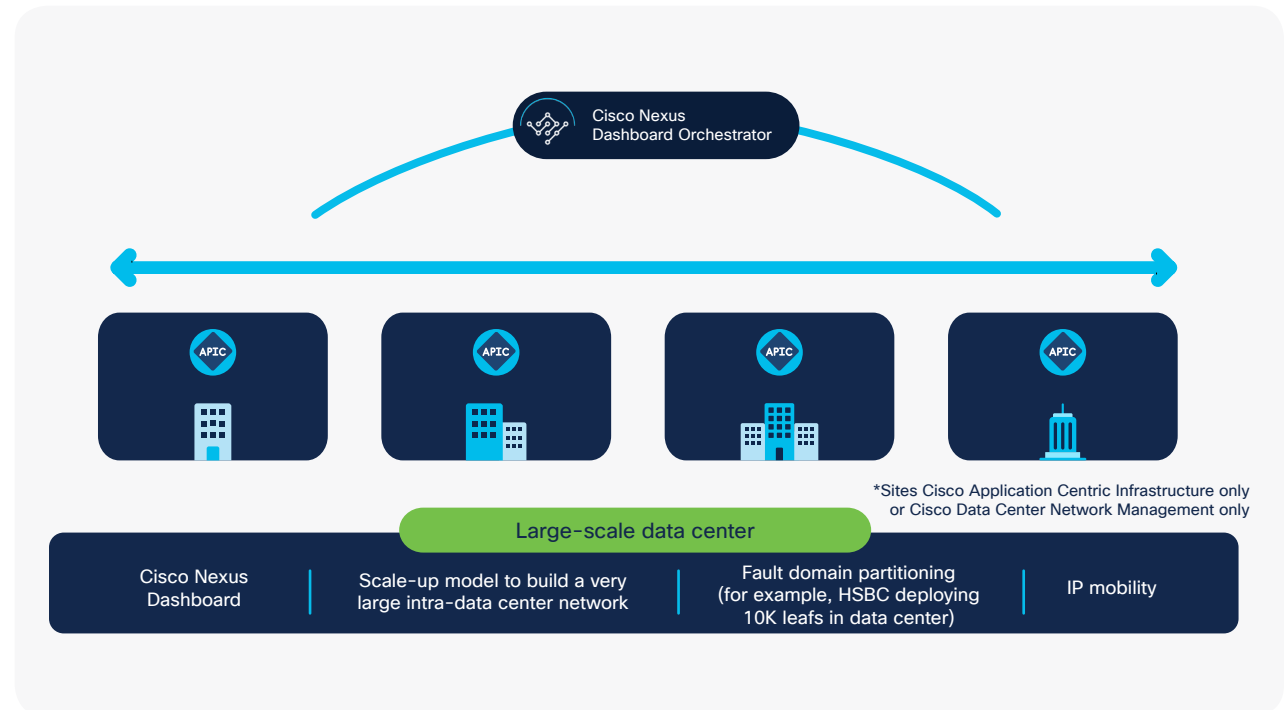 Cisco Nexus
Dashboard Orchestrator
APIC
APIC
APIC
APIC
*Sites Cisco Application Centric Infrastructure only
or Cisco Data Center Network Management only
Large-scale data center
Cisco Nexus
Dashboard
Scale-up model to build a very
large intra-data center network
Fault domain partitioning
(for example, HSBC deploying
10K leafs in data center)
IP mobility